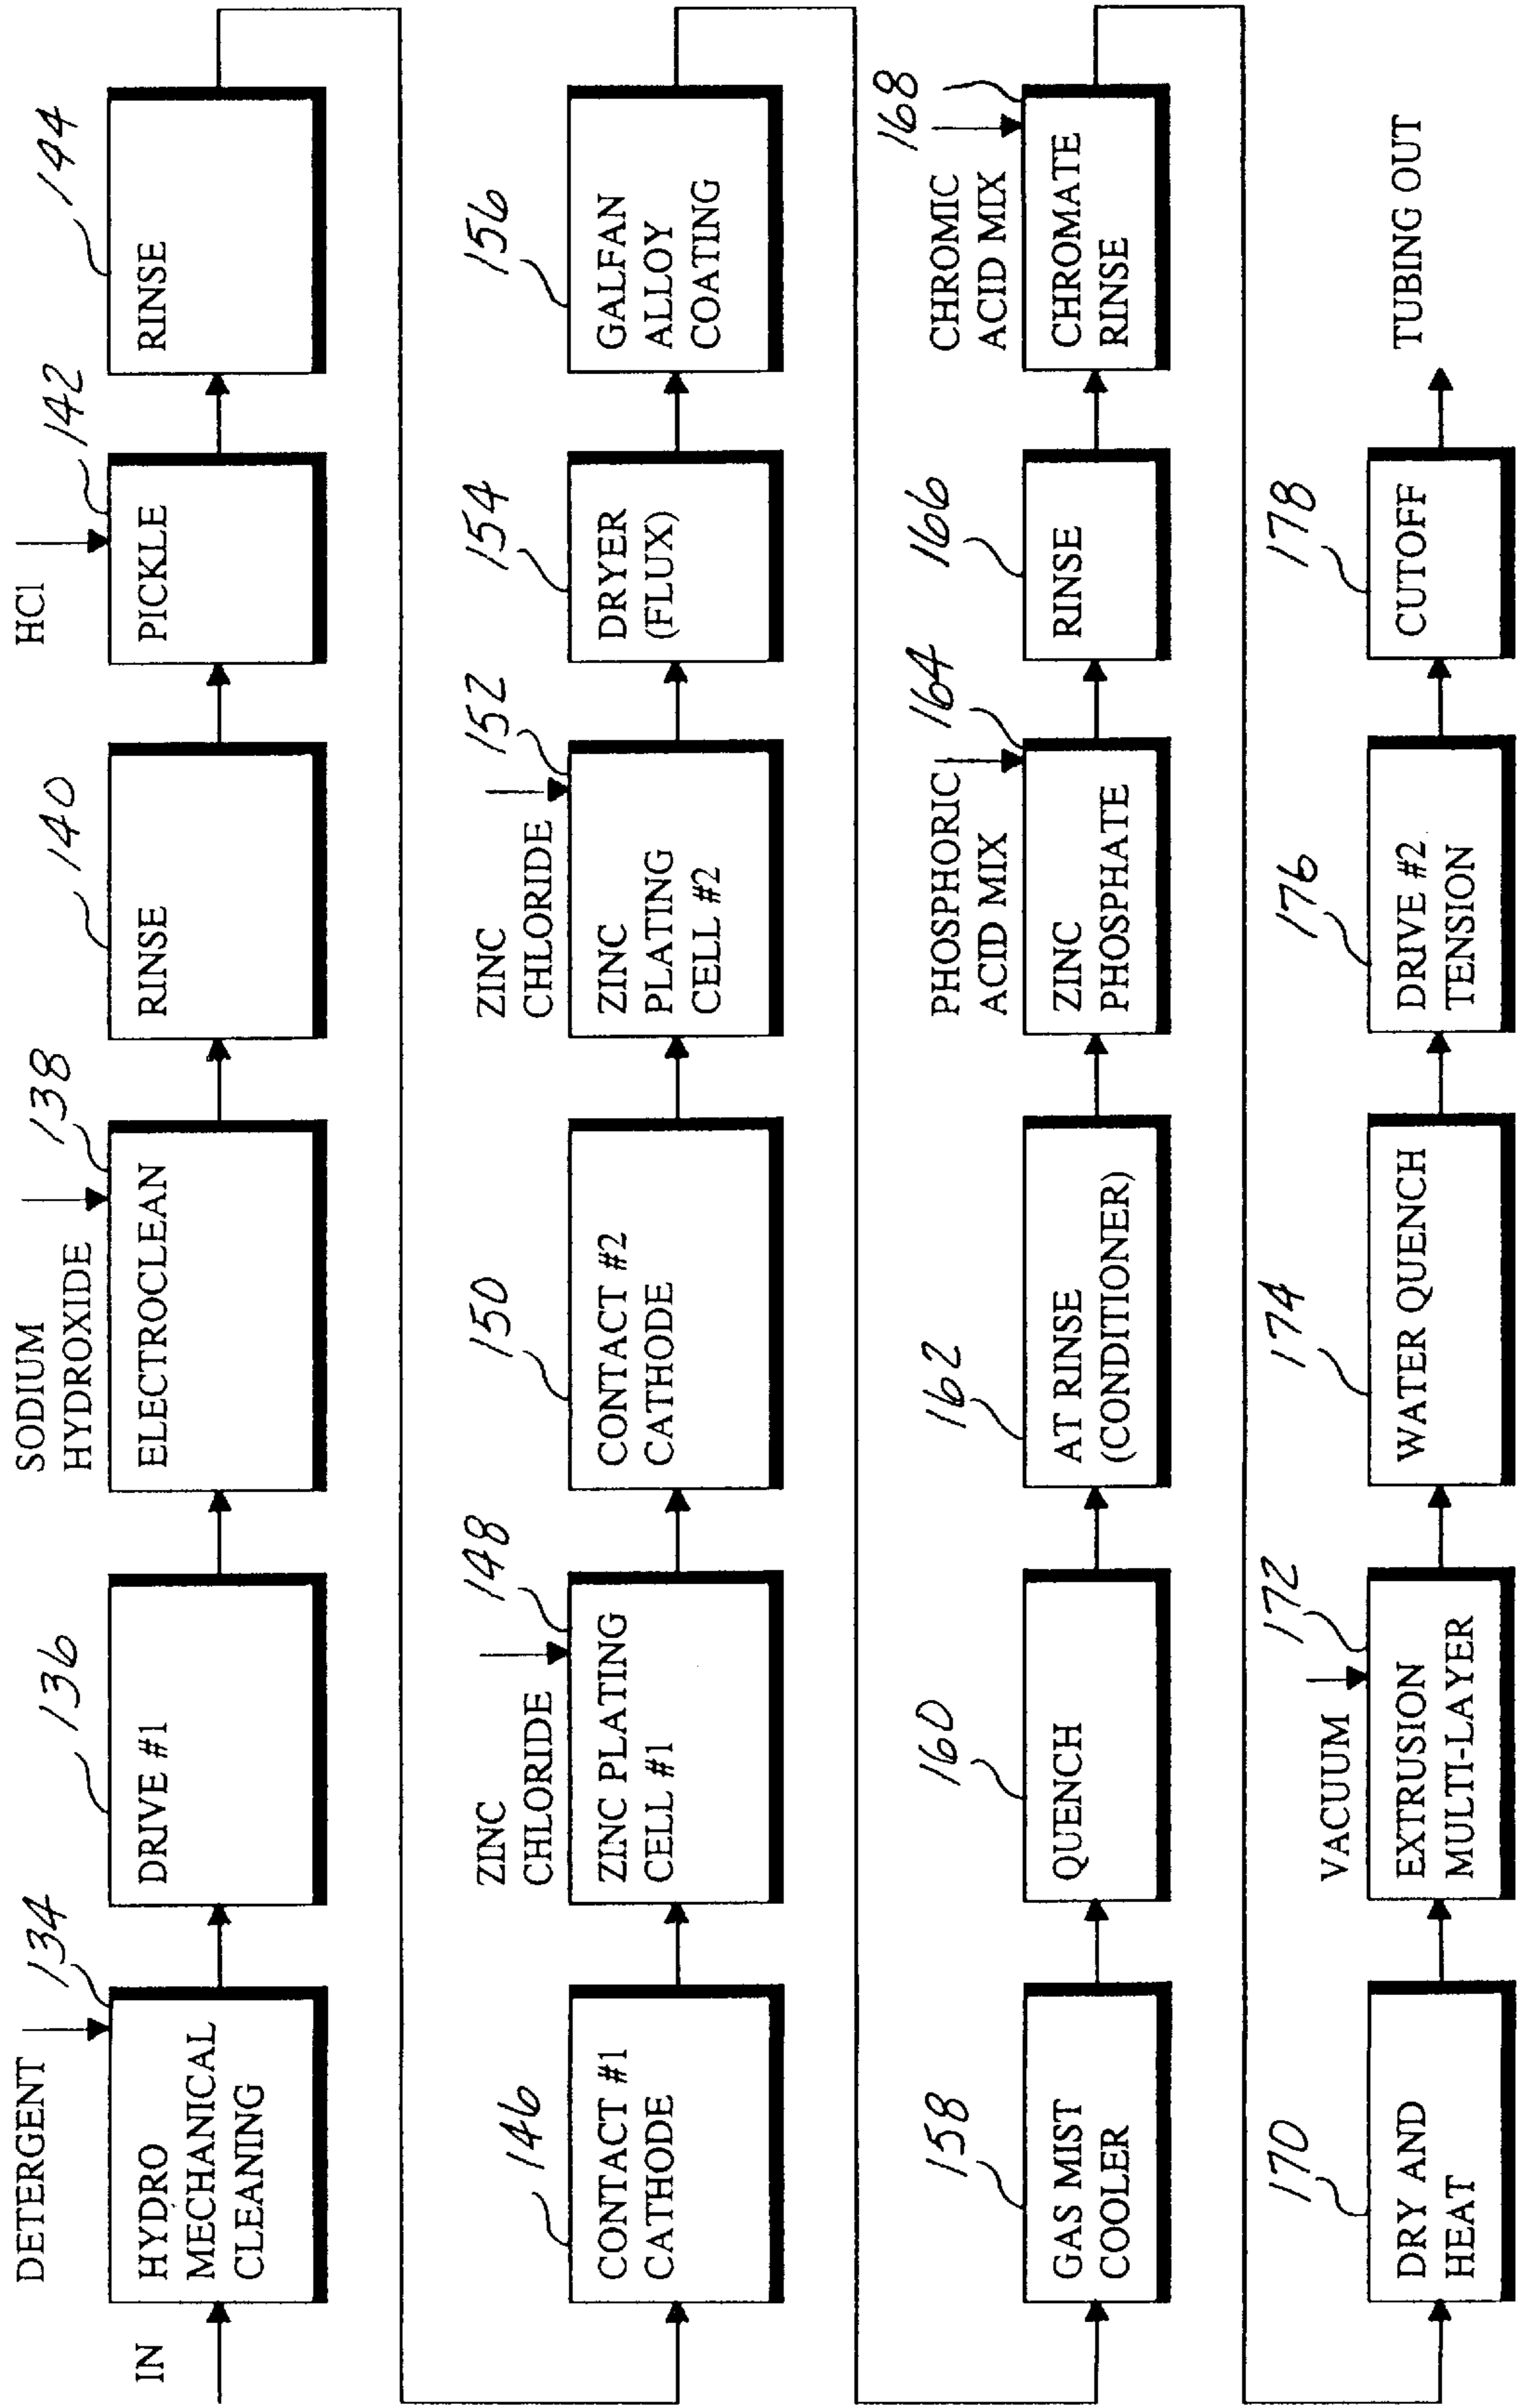 DETERGENT
134
IN
HYDRO
MECHANICAL
CLEANING
136
DRIVE #1
SODIUM
HYDROXIDE
138
ELECTROCLEAN
140
RINSE
HCl
142
PICKLE
144
RINSE
146
CONTACT #1
CATHODE
ZINC
CHLORIDE
148
ZINC PLATING
CELL #1
150
CONTACT #2
CATHODE
ZINC
CHLORIDE
152
ZINC
PLATING
CELL #2
154
DRYER
(FLUX)
156
GALFAN
ALLOY
COATING
158
GAS MIST
COOLER
160
QUENCH
162
AT RINSE
(CONDITIONER)
PHOSPHORIC
ACID MIX
164
ZINC
PHOSPHATE
166
RINSE
CHROMIC
ACID MIX
168
CHROMATE
RINSE
170
DRY AND
HEAT
VACUUM
172
EXTRUSION
MULTI-LAYER
174
WATER QUENCH
176
DRIVE #2
TENSION
178
CUTOFF
TUBING OUT